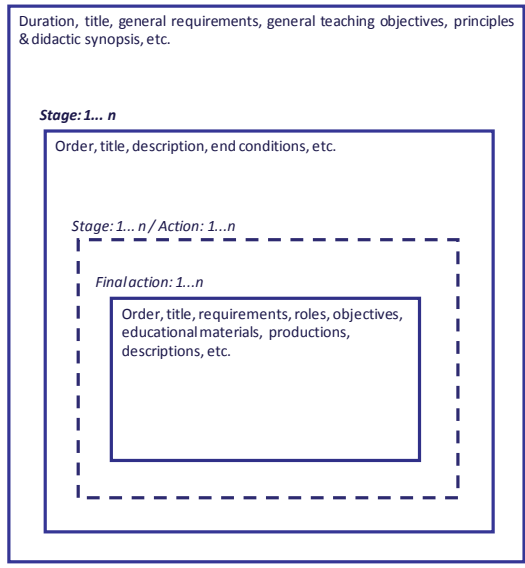 Duration, title, general requirements, general teaching objectives, principles
& didactic synopsis, etc.
Stage: 1... n
Order, title, description, end conditions, etc.
Stage: 1... n / Action: 1...n
Final action: 1...n
Order, title, requirements, roles, objectives,
educational materials, productions,
descriptions, etc.